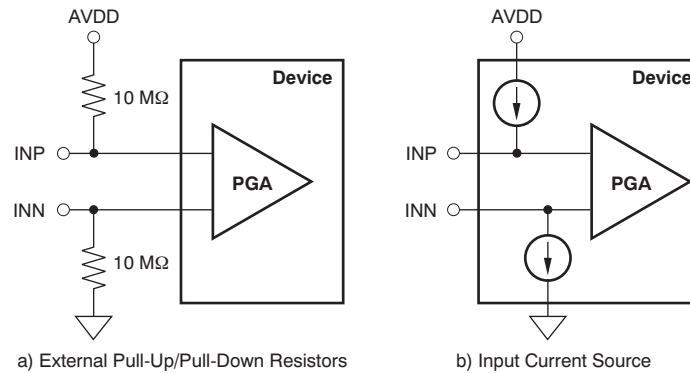 AVDD
10 MΩ
Device
INP
PGA
INN
10 MΩ
a) External Pull-Up/Pull-Down Resistors
AVDD
Device
INP
PGA
INN
b) Input Current Source